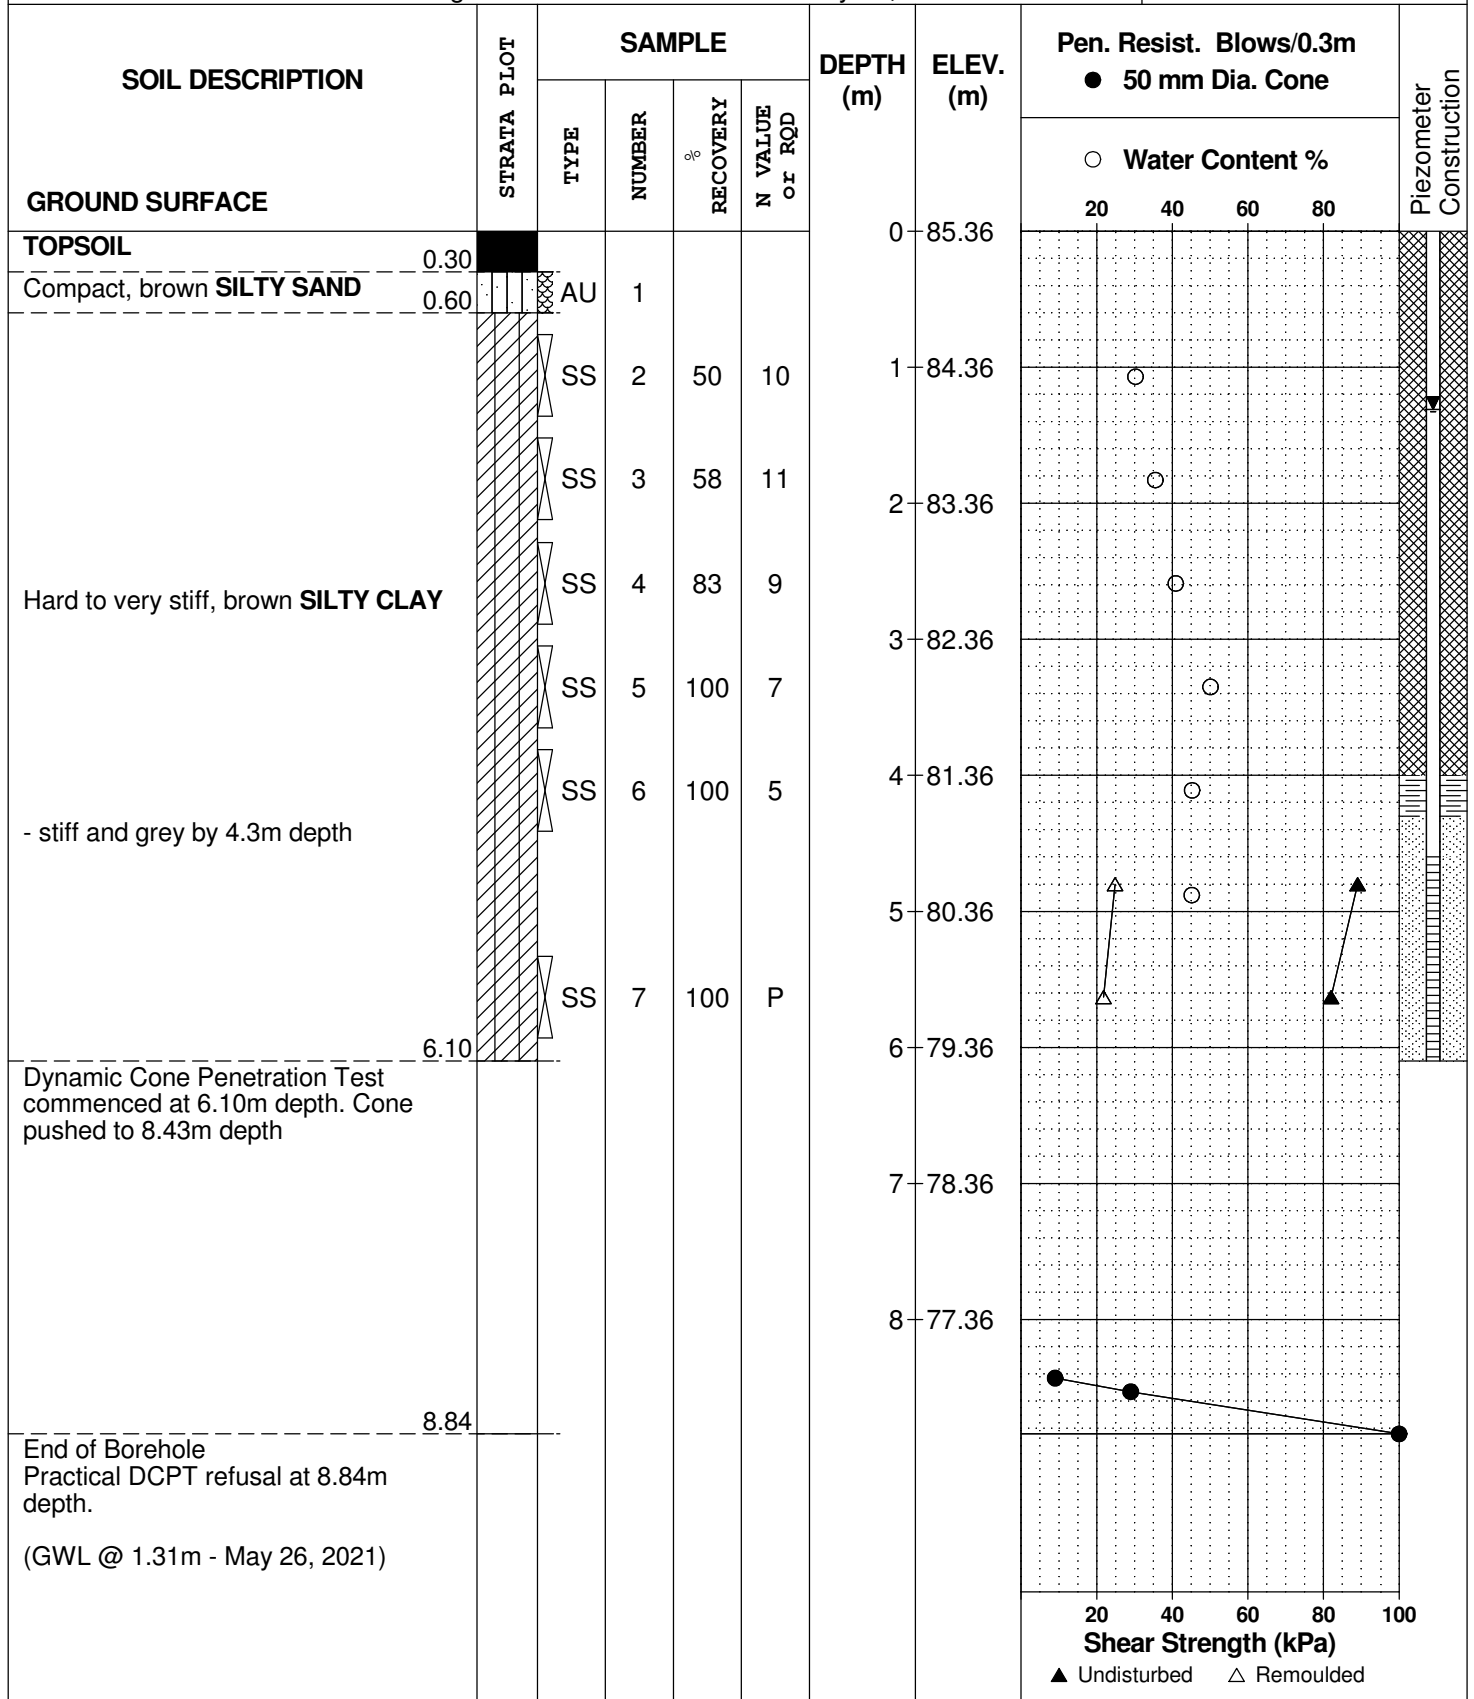 SOIL DESCRIPTION
GROUND SURFACE
STRATA PLOT
SAMPLE
TYPE
NUMBER
% RECOVERY
N VALUE or RQD
DEPTH (m)
ELEV. (m)
Pen. Resist. Blows/0.3m
● 50 mm Dia. Cone
○ Water Content %
20 40 60 80
Piezometer Construction
TOPSOIL
0.30
Compact, brown SILTY SAND
0.60
AU 1
SS 2 50 10
SS 3 58 11
SS 4 83 9
Hard to very stiff, brown SILTY CLAY
SS 5 100 7
SS 6 100 5
- stiff and grey by 4.3m depth
SS 7 100 P
6.10
Dynamic Cone Penetration Test
commenced at 6.10m depth. Cone
pushed to 8.43m depth
8.84
End of Borehole
Practical DCPT refusal at 8.84m
depth.
(GWL @ 1.31m - May 26, 2021)
0 85.36
1 84.36
2 83.36
3 82.36
4 81.36
5 80.36
6 79.36
7 78.36
8 77.36
20 40 60 80 100
Shear Strength (kPa)
▲ Undisturbed △ Remoulded